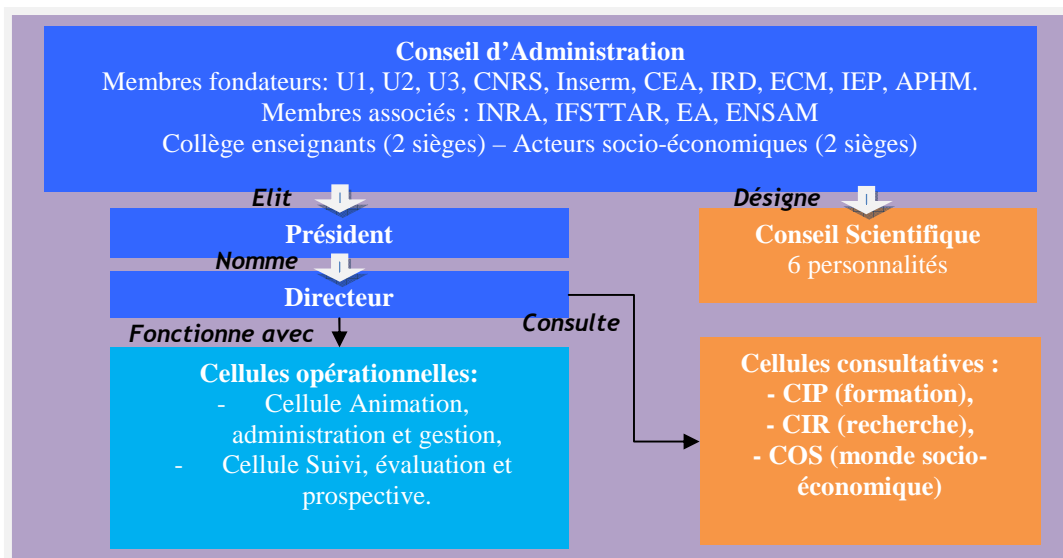 Conseil d'Administration
Membres fondateurs: U1, U2, U3, CNRS, Inserm, CEA, IRD, ECM, IEP, APHM.
Membres associés : INRA, IFSTTAR, EA, ENSAM
Collège enseignants (2 sièges) – Acteurs socio-économiques (2 sièges)
Elit
Désigne
Président
Conseil Scientifique
6 personnalités
Nomme
Directeur
Fonctionne avec
Consulte
Cellules opérationnelles:
- Cellule Animation,
administration et gestion,
- Cellule Suivi, évaluation et
prospective.
Cellules consultatives :
- CIP (formation),
- CIR (recherche),
- COS (monde socio-
économique)